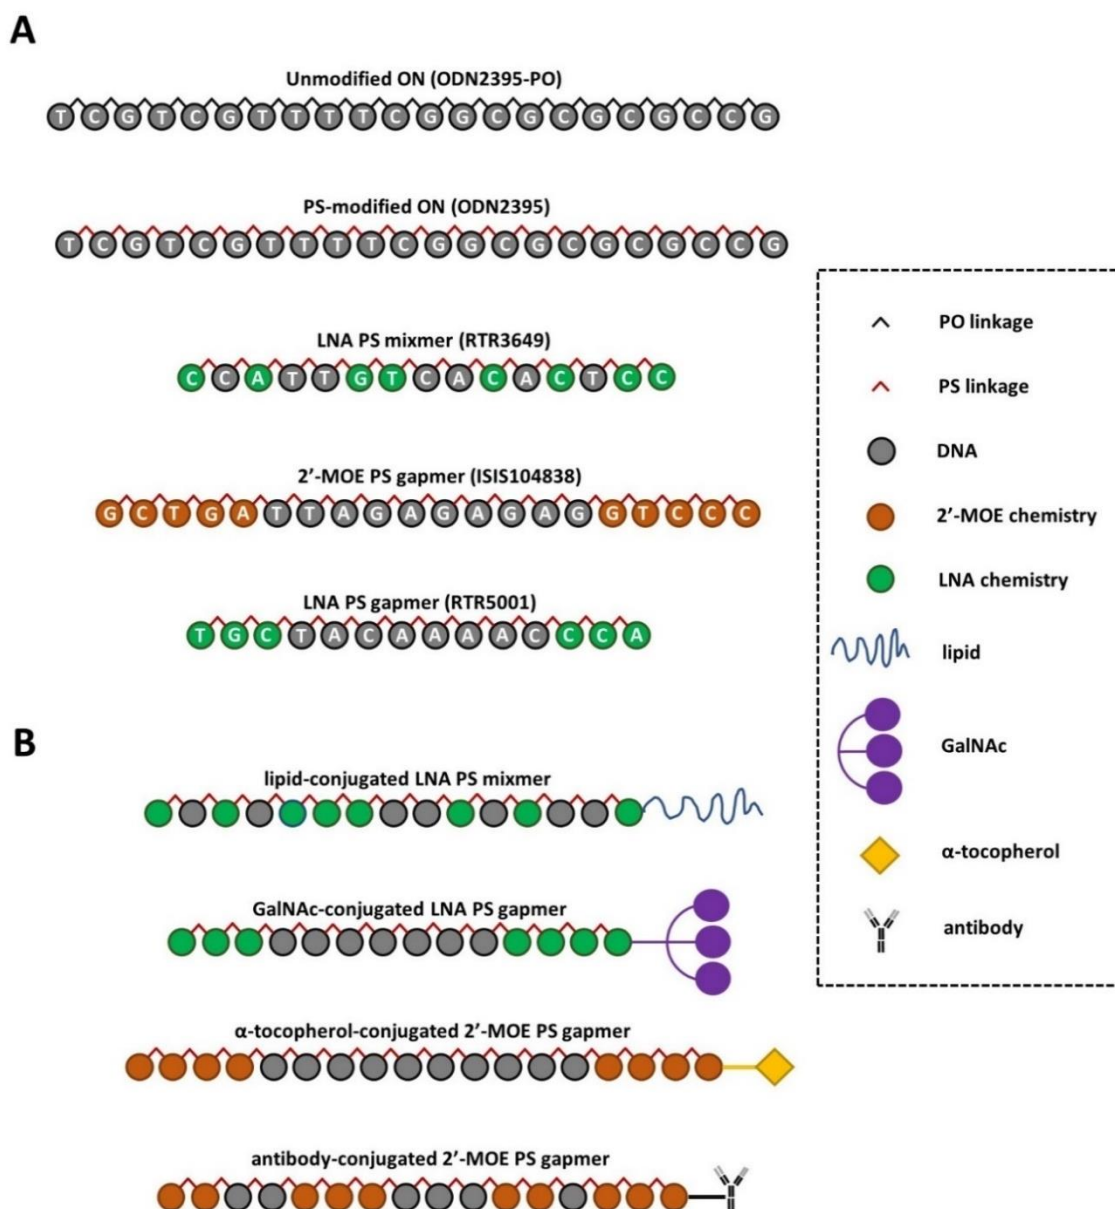 A
Unmodified ON (ODN2395-PO)
T C G T C G T T T T C G G C G C G C G C C G
PS-modified ON (ODN2395)
T C G T C G T T T T C G G C G C G C G C C G
LNA PS mixmer (RTR3649)
C C A T T G T C A C A C T C C
2’-MOE PS gapmer (ISIS104838)
G C T G A T T A G A G A G A G G T C C C
LNA PS gapmer (RTR5001)
T G C T A C A A A A C C C A
B
lipid-conjugated LNA PS mixmer
GalNAc-conjugated LNA PS gapmer
α-tocopherol-conjugated 2’-MOE PS gapmer
antibody-conjugated 2’-MOE PS gapmer
PO linkage
PS linkage
DNA
2’-MOE chemistry
LNA chemistry
lipid
GalNAc
α-tocopherol
antibody